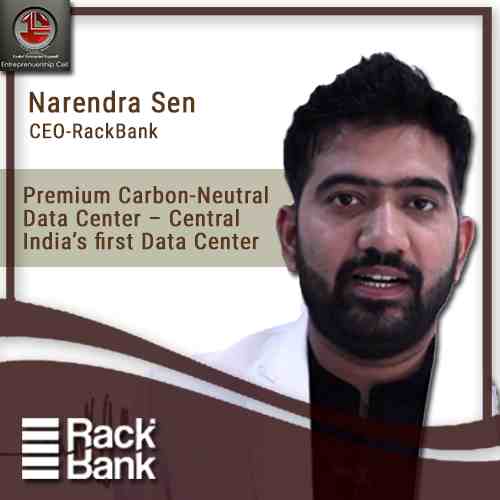 Entrepreneurship Cell
Narendra Sen
CEO-RackBank
Premium Carbon-Neutral
Data Center – Central
India’s first Data Center
Rack
Bank